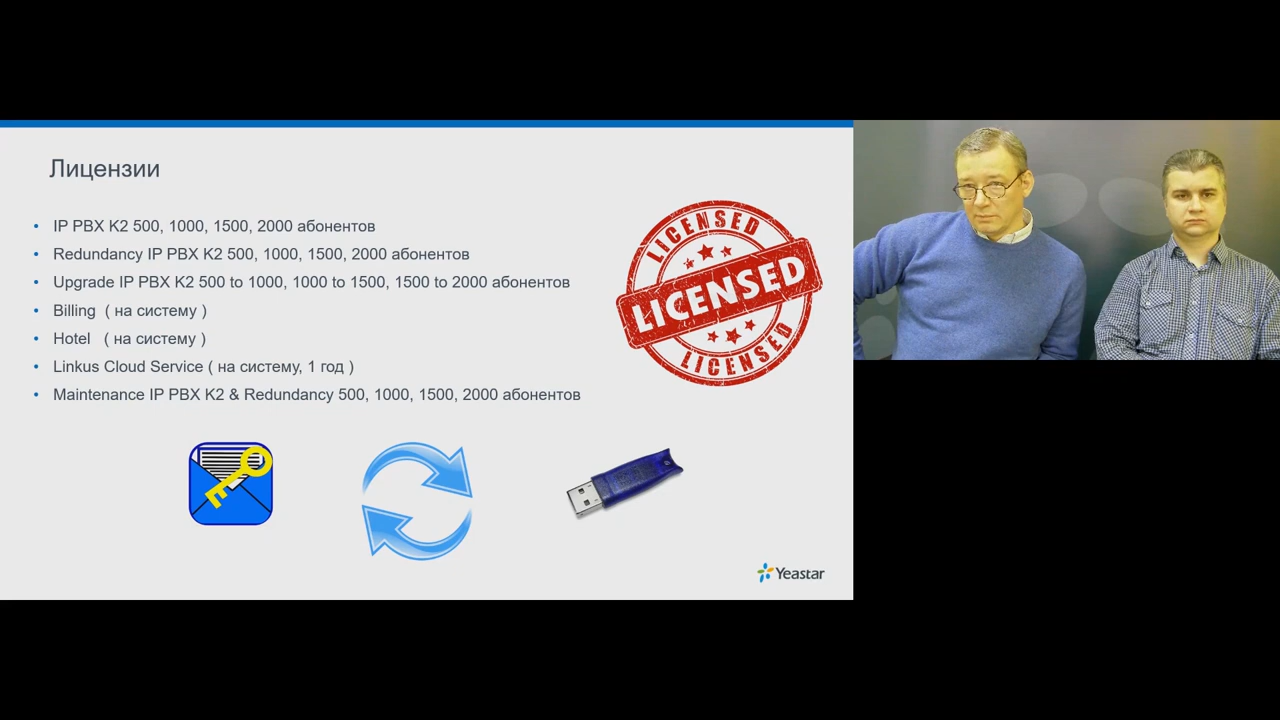 Лицензии
IP PBX K2 500, 1000, 1500, 2000 абонентов
Redundancy IP PBX K2 500, 1000, 1500, 2000 абонентов
Upgrade IP PBX K2 500 to 1000, 1000 to 1500, 1500 to 2000 абонентов
Billing ( на систему )
Hotel ( на систему )
Linkus Cloud Service ( на систему, 1 год )
Maintenance IP PBX K2 & Redundancy 500, 1000, 1500, 2000 абонентов
LICENSED
LICENSED
LICENSED
Yeastar